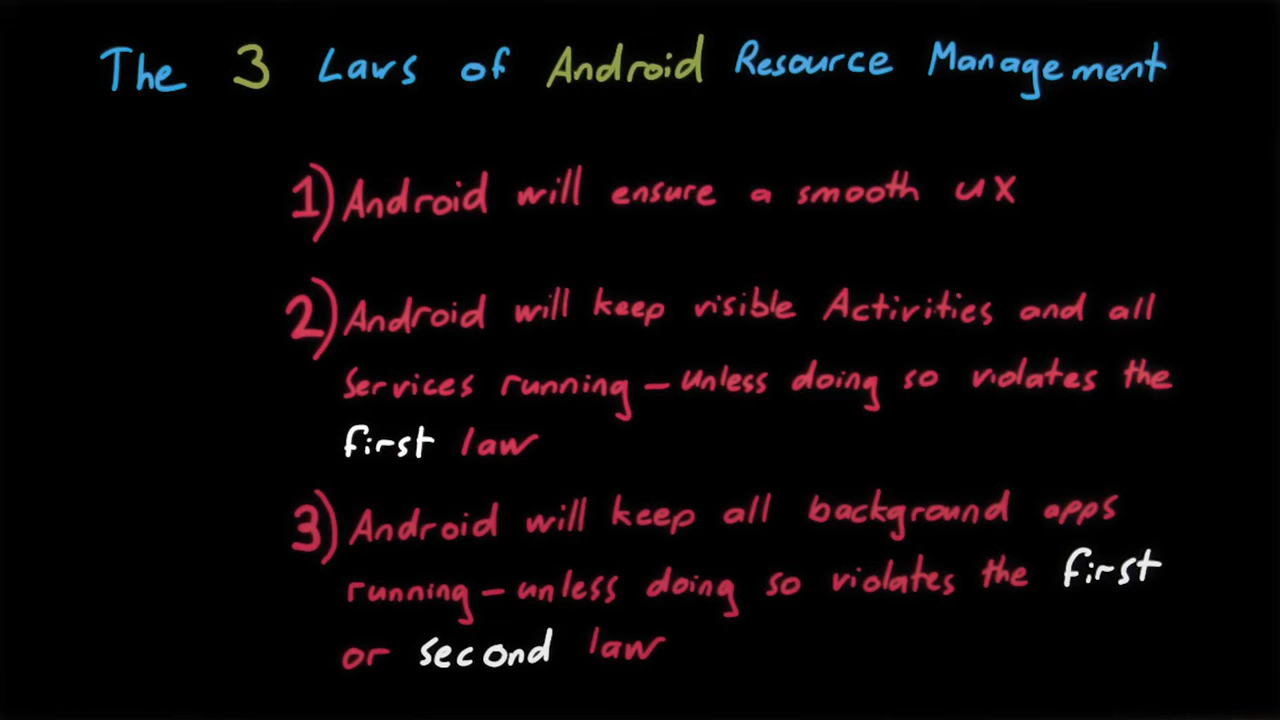 The 3 Laws of Android Resource Management
1) Android will ensure a smooth UX
2) Android will keep visible Activities and all
Services running – unless doing so violates the
first law
3) Android will keep all background apps
running – unless doing so violates the first
or second law